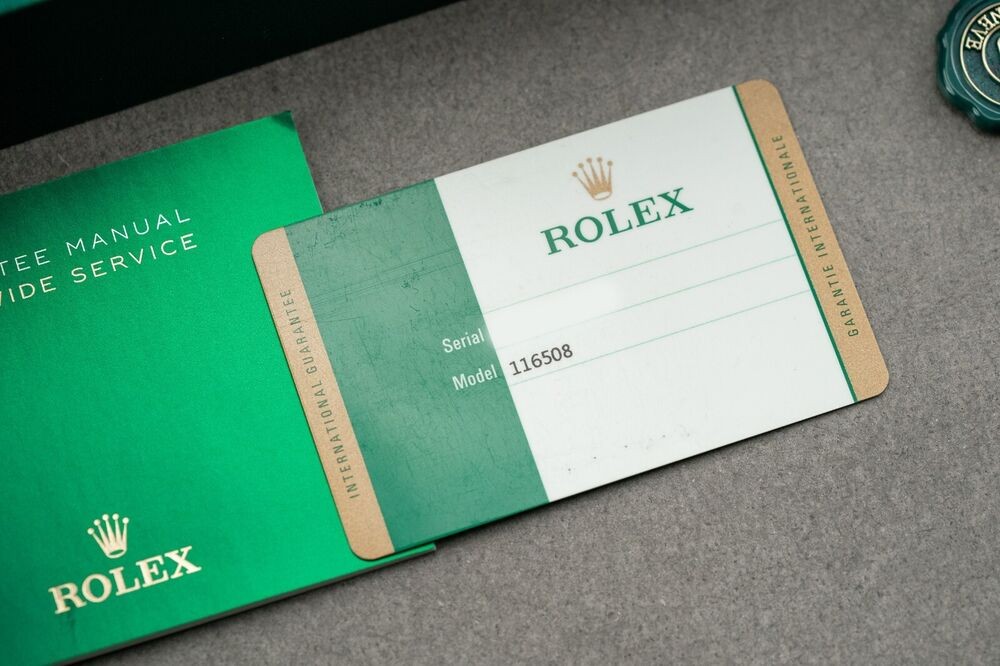 TEE MANUAL
WIDE SERVICE
ROLEX
INTERNATIONAL GUARANTEE
ROLEX
Serial
Model 116508
GARANTIE INTERNATIONALE